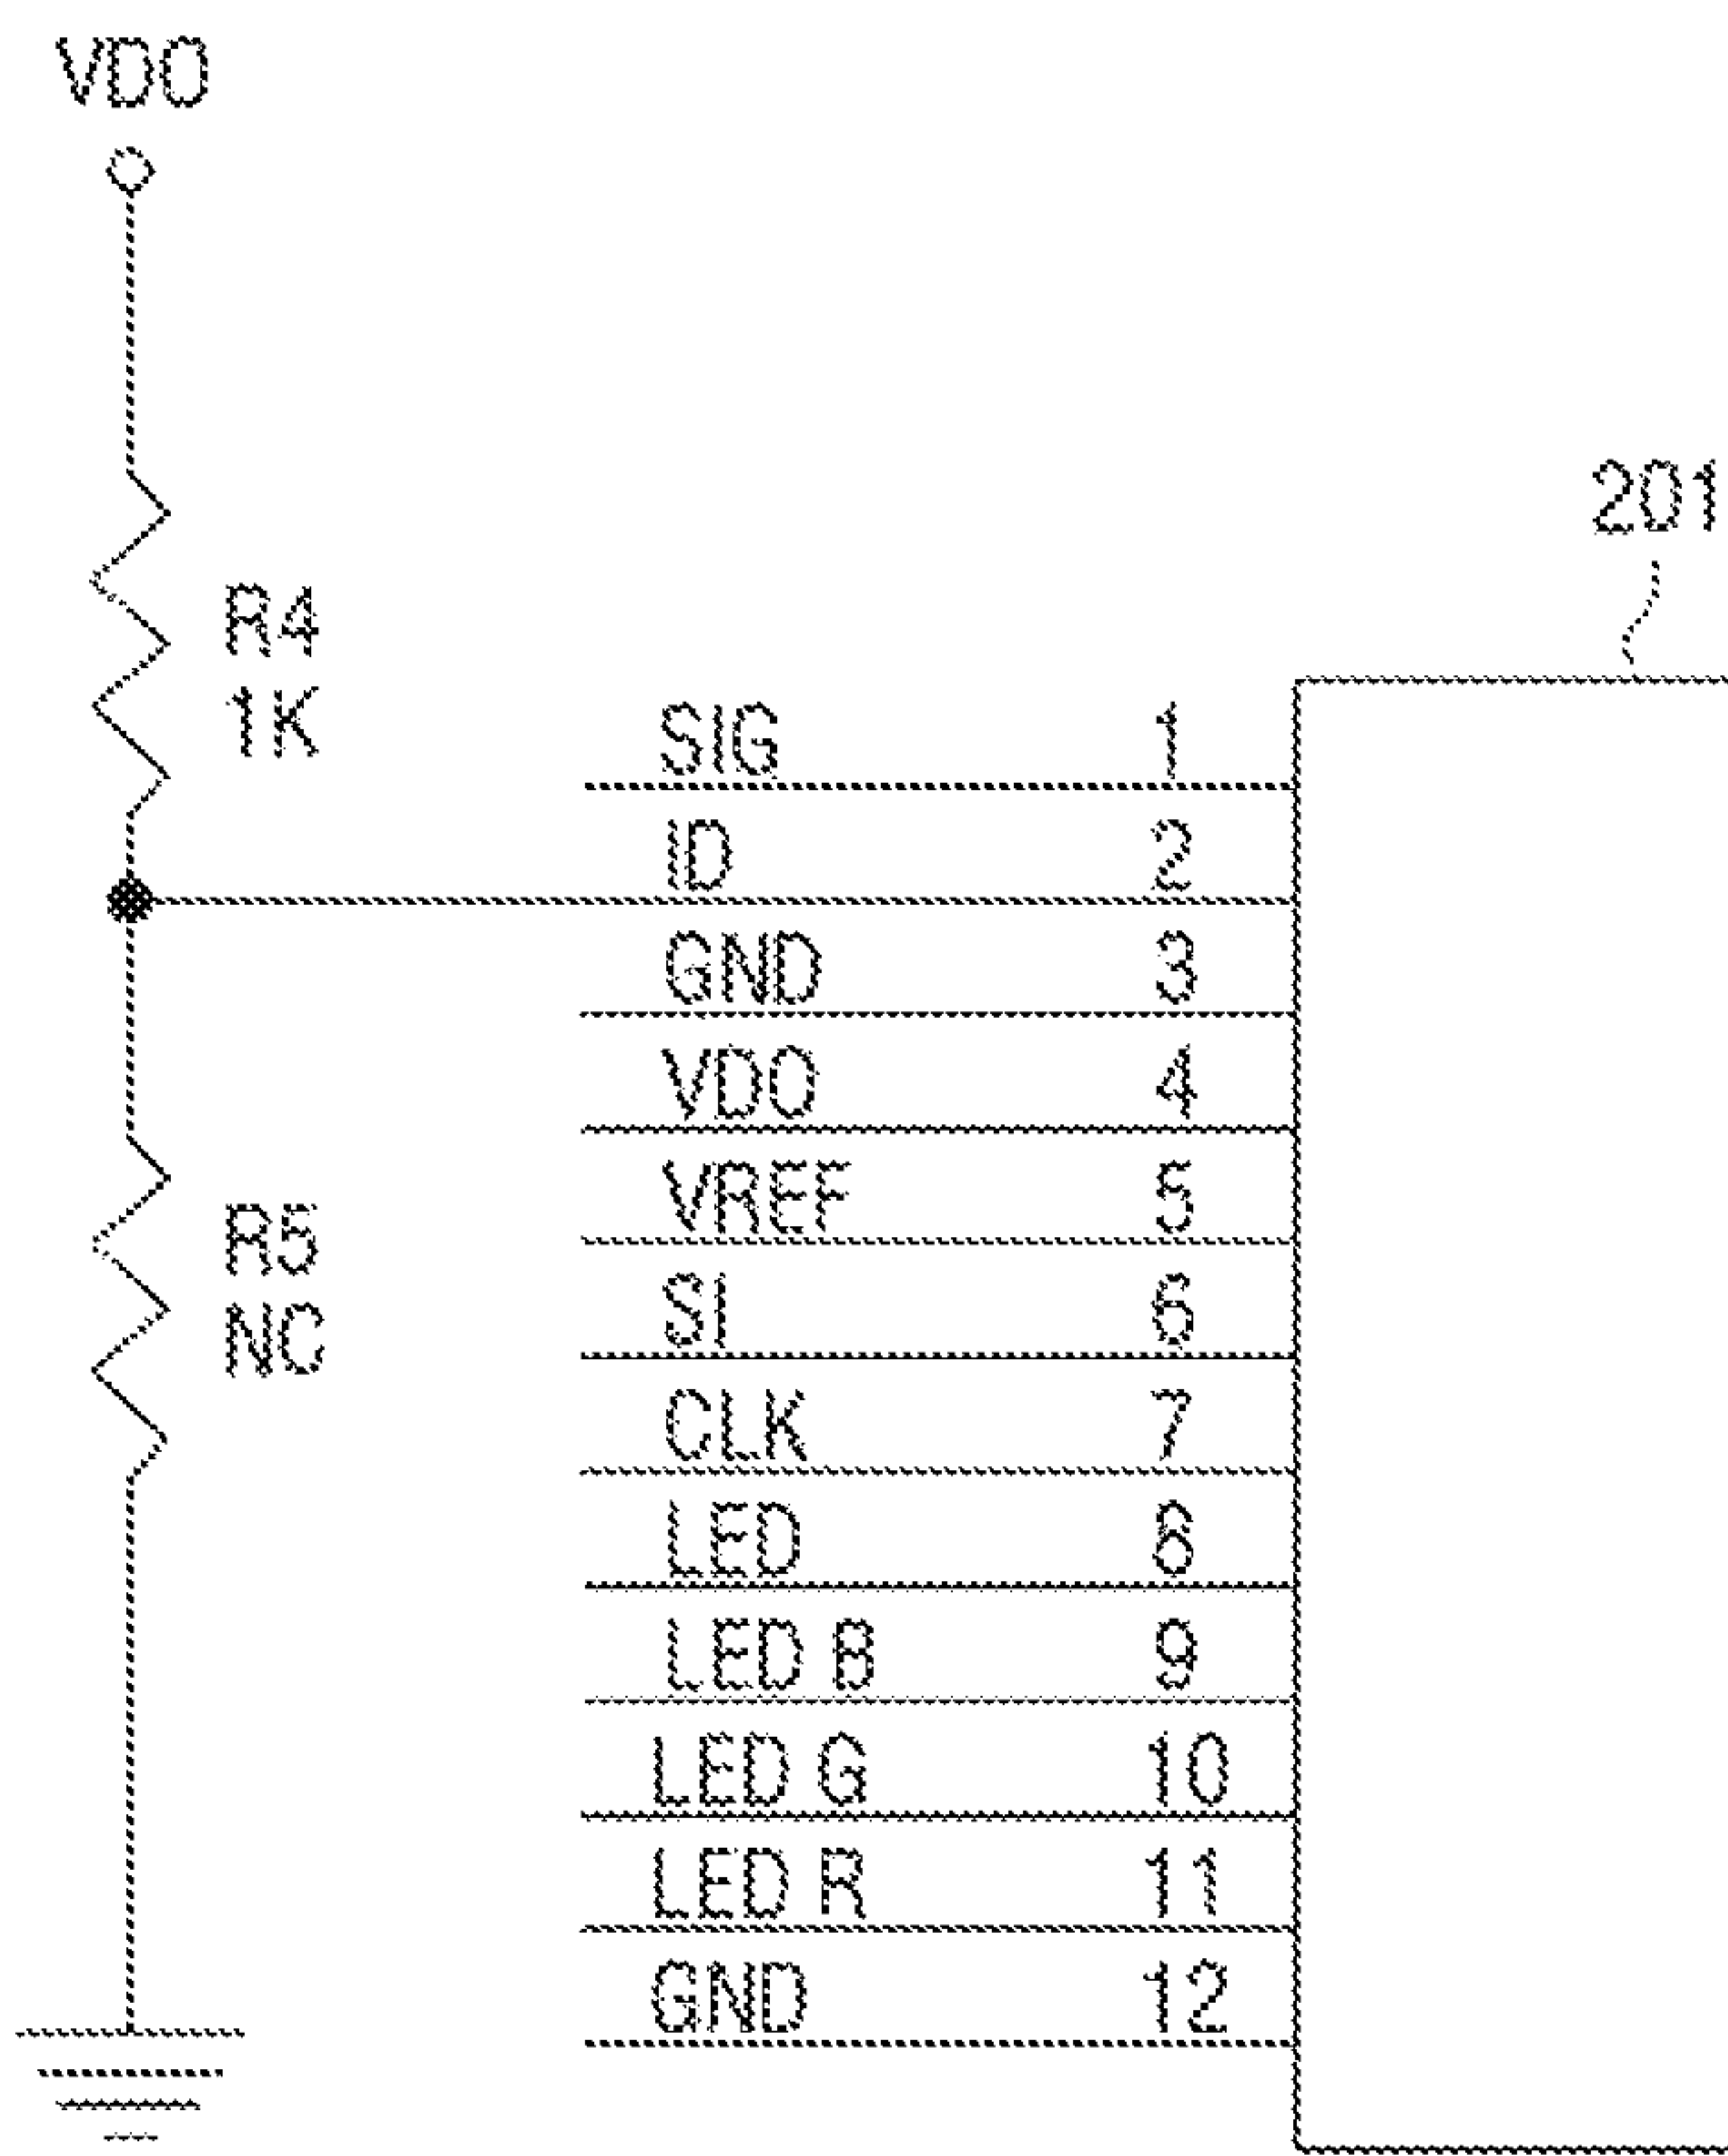 VDO
201
R4
1K
SIG 1
ID 2
GND 3
VDO 4
VREF 5
R5
SI 6
NC
CLK 7
LED 8
LED B 9
LED G 10
LED R 11
GND 12